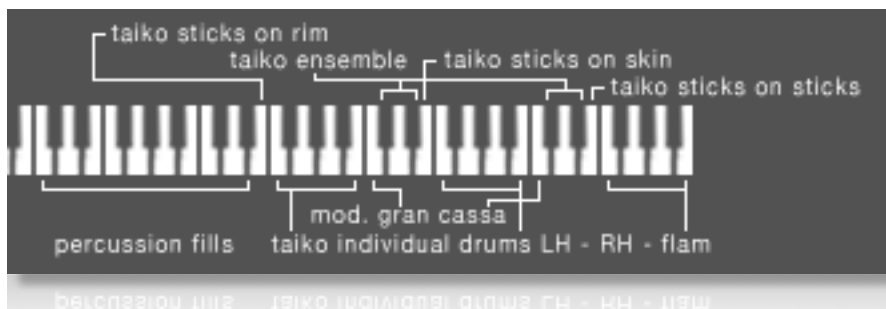 taiko sticks on rim
taiko ensemble
taiko sticks on skin
taiko sticks on sticks
mod. gran cassa
percussion fills
taiko individual drums LH - RH - flam